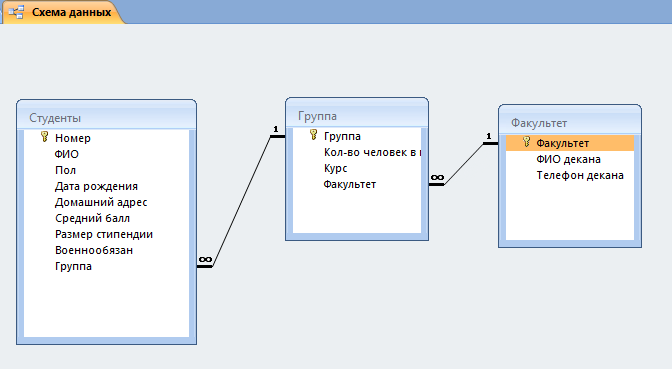 Схема данных
Студенты
Номер
ФИО
Пол
Дата рождения
Домашний адрес
Средний балл
Размер стипендии
Военнообязан
Группа
∞
1
Группа
Группа
Кол-во человек в
Курс
Факультет
∞
1
Факультет
Факультет
ФИО декана
Телефон декана